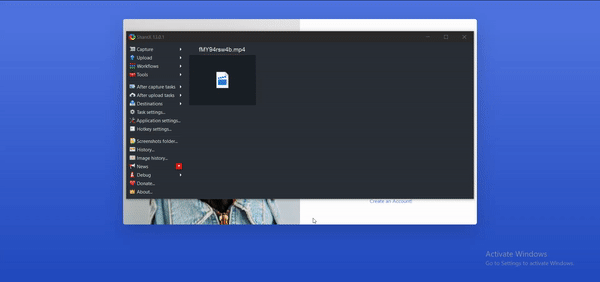 ShareX 13.0.1
Capture
Upload
Workflows
Tools
After capture tasks
After upload tasks
Destinations
Task settings...
Application settings...
Hotkey settings...
Screenshots folder...
History...
Image history...
News
Debug
Donate...
About...
fMY94rsw4b.mp4
Create an Account!
Activate Windows
Go to Settings to activate Windows.